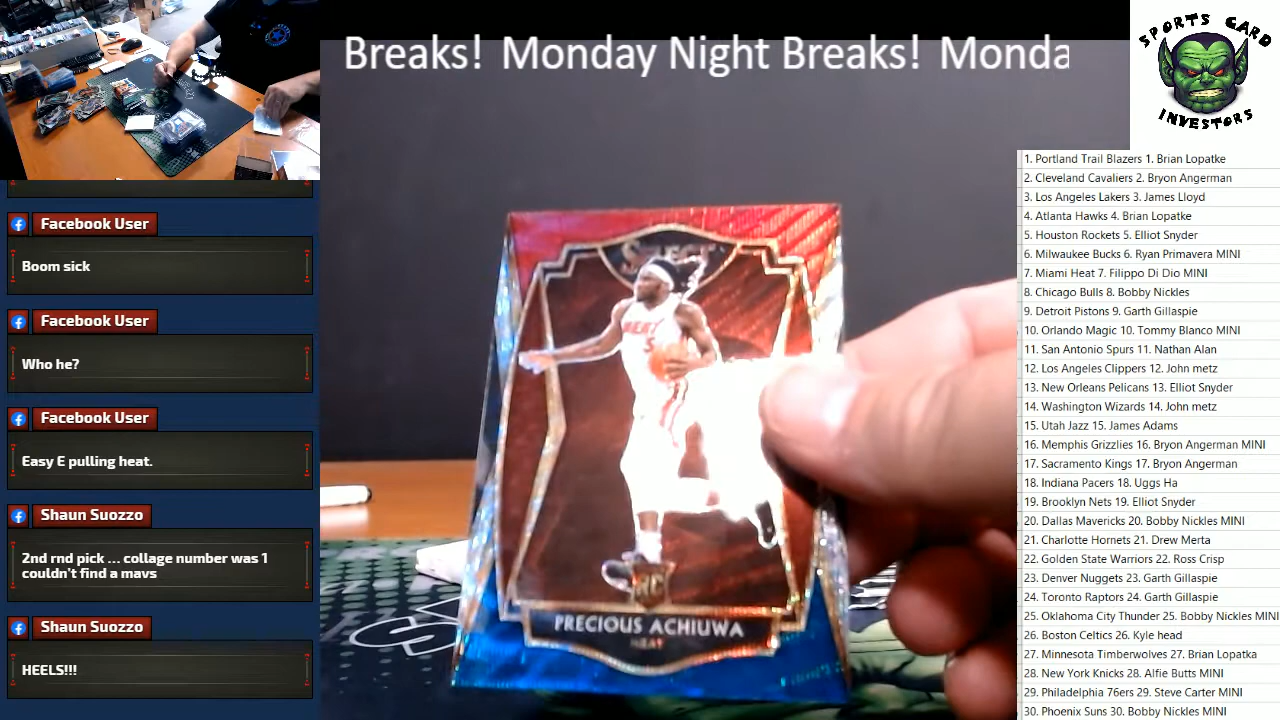 Breaks! Monday Night Breaks! Monda
SPORTS CARD
INVESTORS
Facebook User
Boom sick
Facebook User
Who he?
Facebook User
Easy E pulling heat.
Shaun Suozzo
2nd rnd pick ... collage number was 1
couldn't find a mavs
Shaun Suozzo
HEELS!!!
SELECT
HEAT
5
RC
PRECIOUS ACHIUWA
HEAT
1. Portland Trail Blazers 1. Brian Lopatke
2. Cleveland Cavaliers 2. Bryon Angerman
3. Los Angeles Lakers 3. James Lloyd
4. Atlanta Hawks 4. Brian Lopatke
5. Houston Rockets 5. Elliot Snyder
6. Milwaukee Bucks 6. Ryan Primavera MINI
7. Miami Heat 7. Filippo Di Dio MINI
8. Chicago Bulls 8. Bobby Nickles
9. Detroit Pistons 9. Garth Gillaspie
10. Orlando Magic 10. Tommy Blanco MINI
11. San Antonio Spurs 11. Nathan Alan
12. Los Angeles Clippers 12. John metz
13. New Orleans Pelicans 13. Elliot Snyder
14. Washington Wizards 14. John metz
15. Utah Jazz 15. James Adams
16. Memphis Grizzlies 16. Bryon Angerman MINI
17. Sacramento Kings 17. Bryon Angerman
18. Indiana Pacers 18. Uggs Ha
19. Brooklyn Nets 19. Elliot Snyder
20. Dallas Mavericks 20. Bobby Nickles MINI
21. Charlotte Hornets 21. Drew Merta
22. Golden State Warriors 22. Ross Crisp
23. Denver Nuggets 23. Garth Gillaspie
24. Toronto Raptors 24. Garth Gillaspie
25. Oklahoma City Thunder 25. Bobby Nickles MINI
26. Boston Celtics 26. Kyle head
27. Minnesota Timberwolves 27. Brian Lopatka
28. New York Knicks 28. Alfie Butts MINI
29. Philadelphia 76ers 29. Steve Carter MINI
30. Phoenix Suns 30. Bobby Nickles MINI